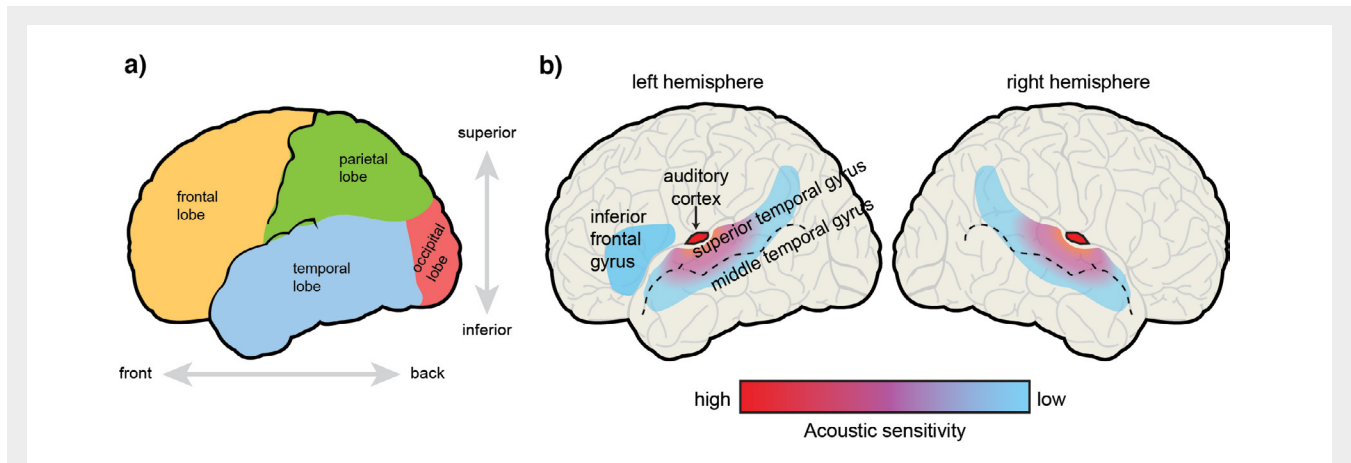 a)
frontal
lobe
parietal
lobe
temporal
lobe
occipital
lobe
superior
inferior
front
back
b)
left hemisphere
right hemisphere
auditory
cortex
inferior
frontal
gyrus
superior temporal gyrus
middle temporal gyrus
high
low
Acoustic sensitivity